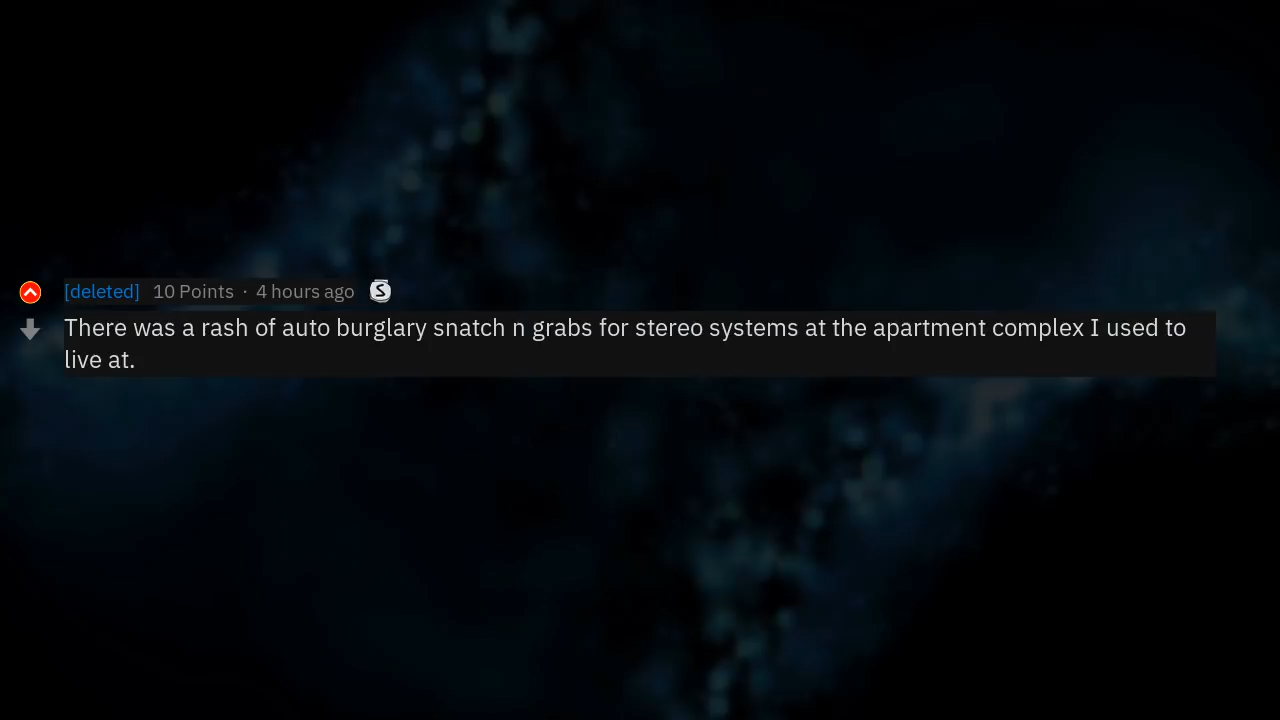 [deleted] 10 Points · 4 hours ago S
There was a rash of auto burglary snatch n grabs for stereo systems at the apartment complex I used to
live at.